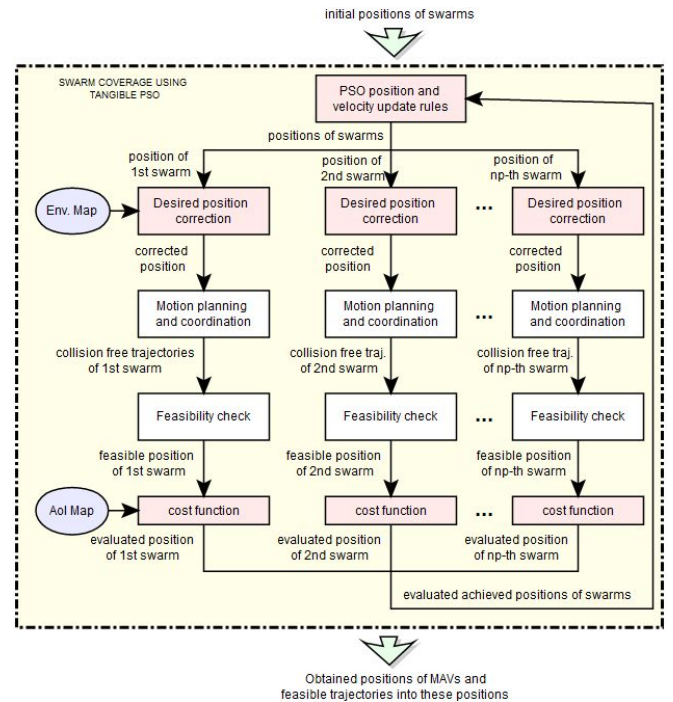 initial positions of swarms
SWARM COVERAGE USING
TANGIBLE PSO
PSO position and
velocity update rules
positions of swarms
position of
1st swarm
position of
2nd swarm
position of
np-th swarm
Env. Map
Desired position
correction
Desired position
correction
...
Desired position
correction
corrected
position
corrected
position
corrected
position
Motion planning
and coordination
Motion planning
and coordination
...
Motion planning
and coordination
collision free trajectories
of 1st swarm
collision free traj.
of 2nd swarm
collision free traj.
of np-th swarm
Feasibility check
Feasibility check
...
Feasibility check
feasible position
of 1st swarm
feasible position
of 2nd swarm
feasible position
of np-th swarm
AoI Map
cost function
cost function
...
cost function
evaluated position
of 1st swarm
evaluated position
of 2nd swarm
evaluated position
of np-th swarm
evaluated achieved positions of swarms
Obtained positions of MAVs and
feasible trajectories into these positions